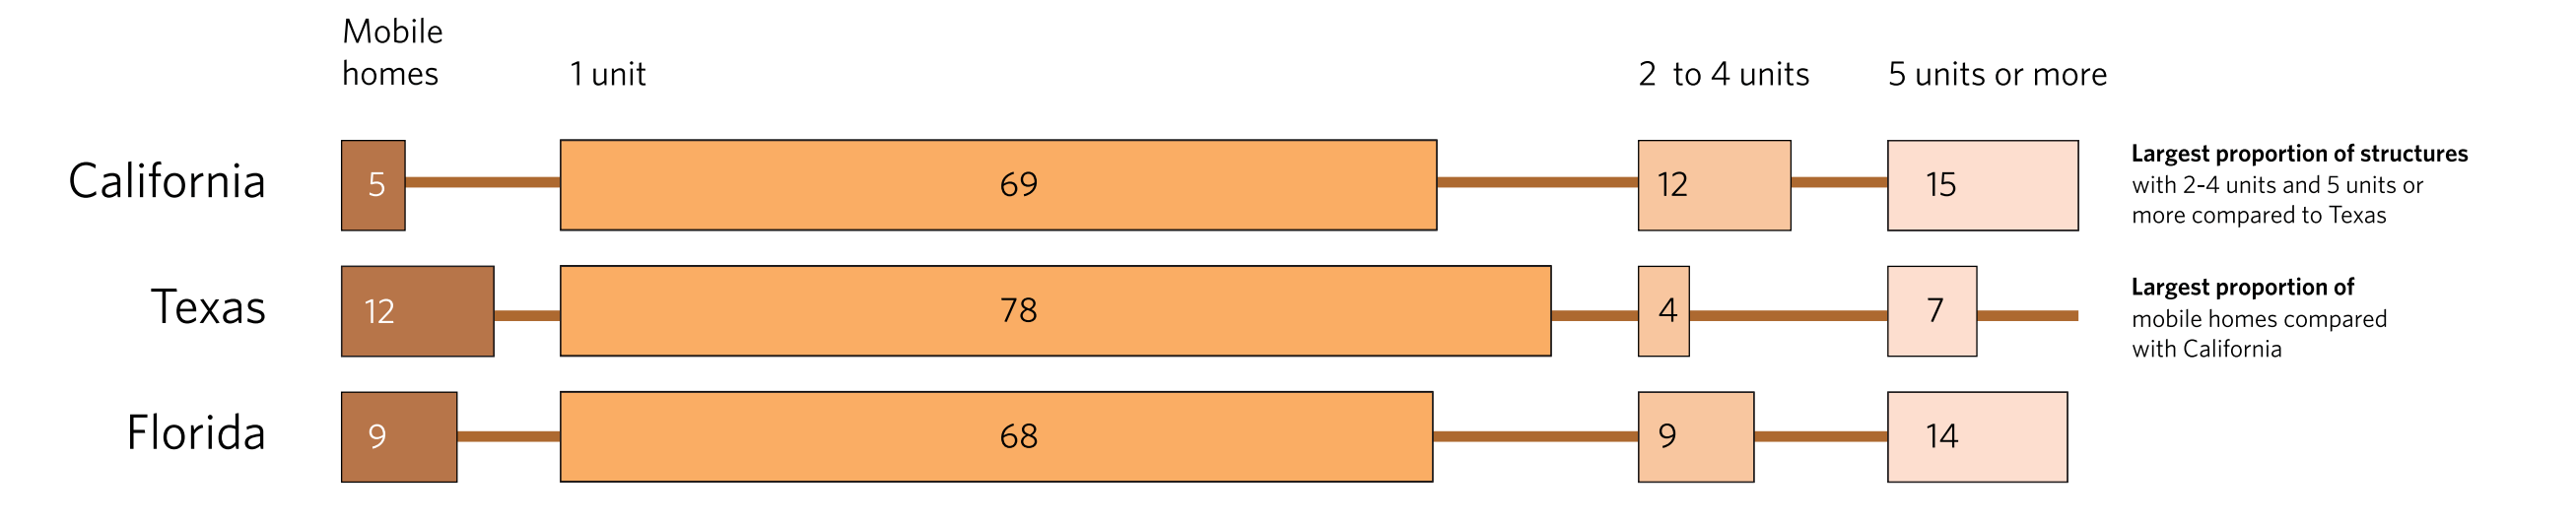 Mobile
homes
1 unit
2 to 4 units
5 units or more
California
5
69
12
15
Largest proportion of structures
with 2-4 units and 5 units or
more compared to Texas
Texas
12
78
4
7
Largest proportion of
mobile homes compared
with California
Florida
9
68
9
14